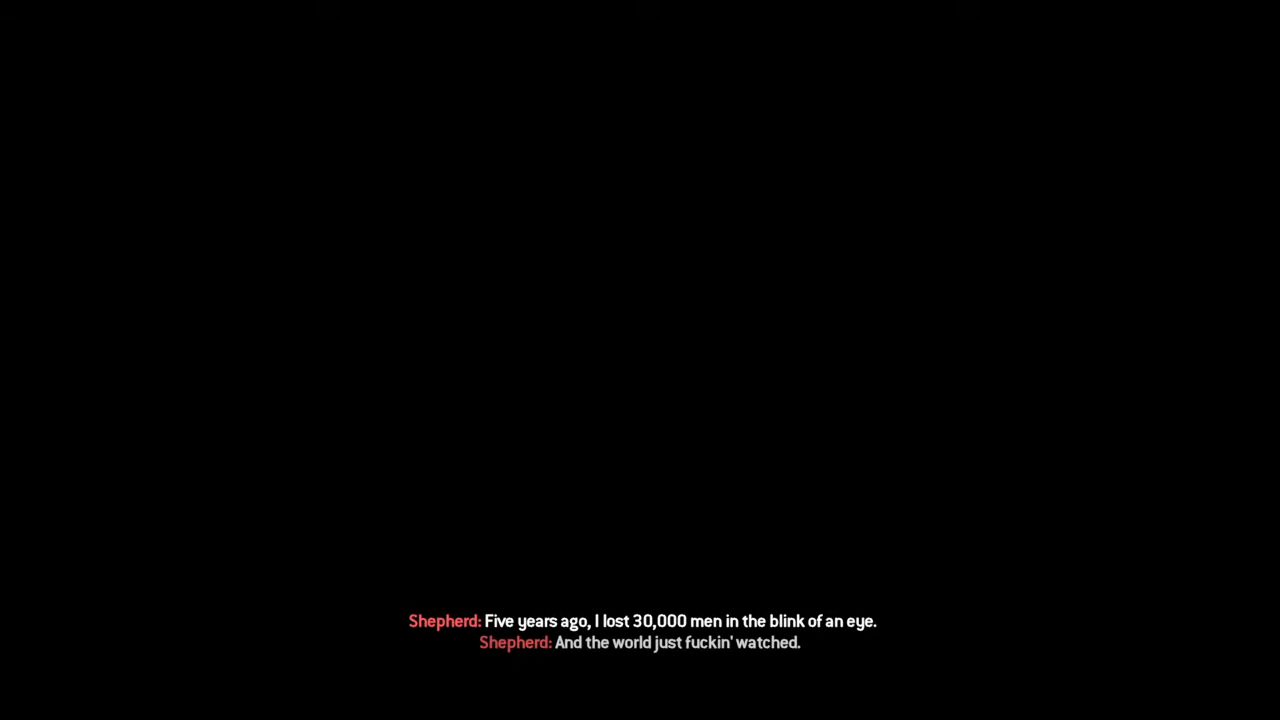 Shepherd: Five years ago, I lost 30,000 men in the blink of an eye.
Shepherd: And the world just fuckin' watched.